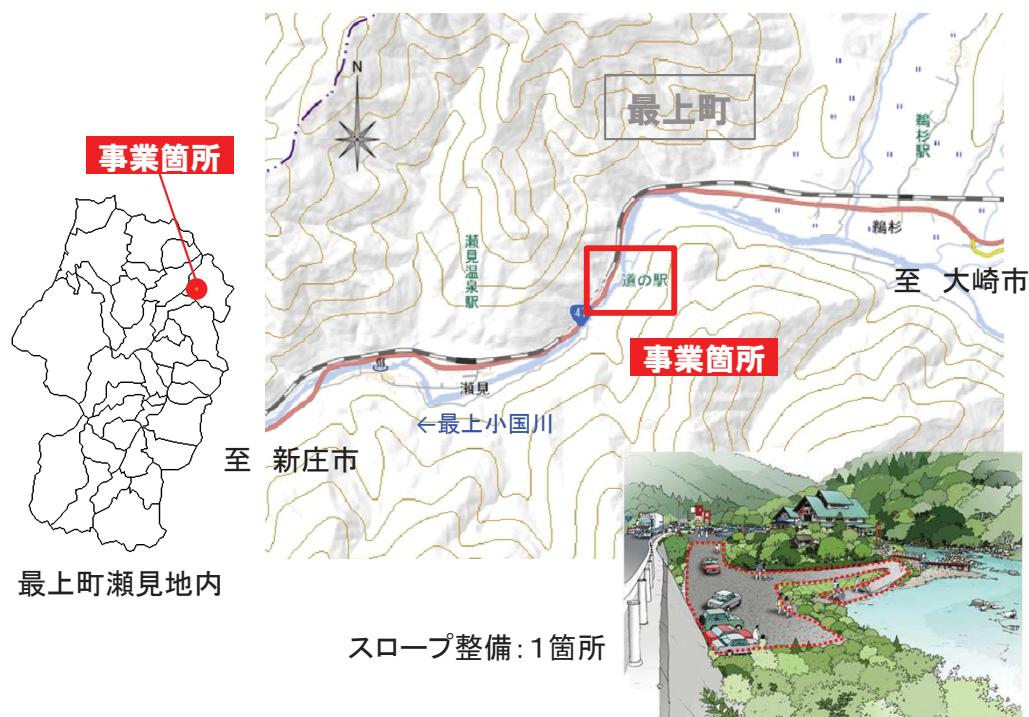 N
最上町
事業箇所
鵜杉駅
鵜杉
瀬見温泉駅
道の駅
至 大崎市
47
事業箇所
瀬見
←最上小国川
至 新庄市
最上町瀬見地内
スロープ整備：1箇所